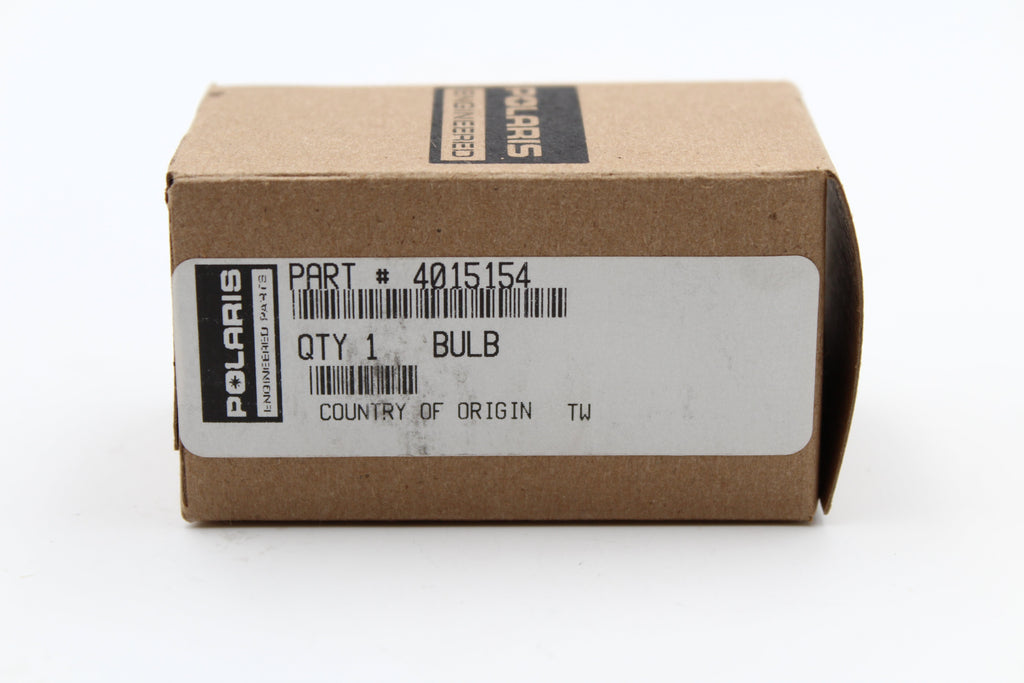 POLARIS
ENGINEERED
POLARIS
ENGINEERED PARTS
PART # 4015154
QTY 1 BULB
COUNTRY OF ORIGIN TW